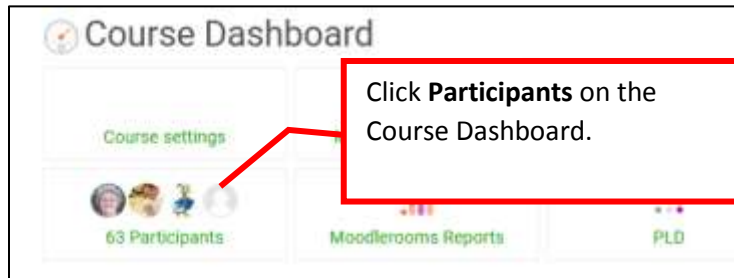 Course Dashboard
Click Participants on the
Course Dashboard.
Course settings
63 Participants
Moodlerooms Reports
PLD